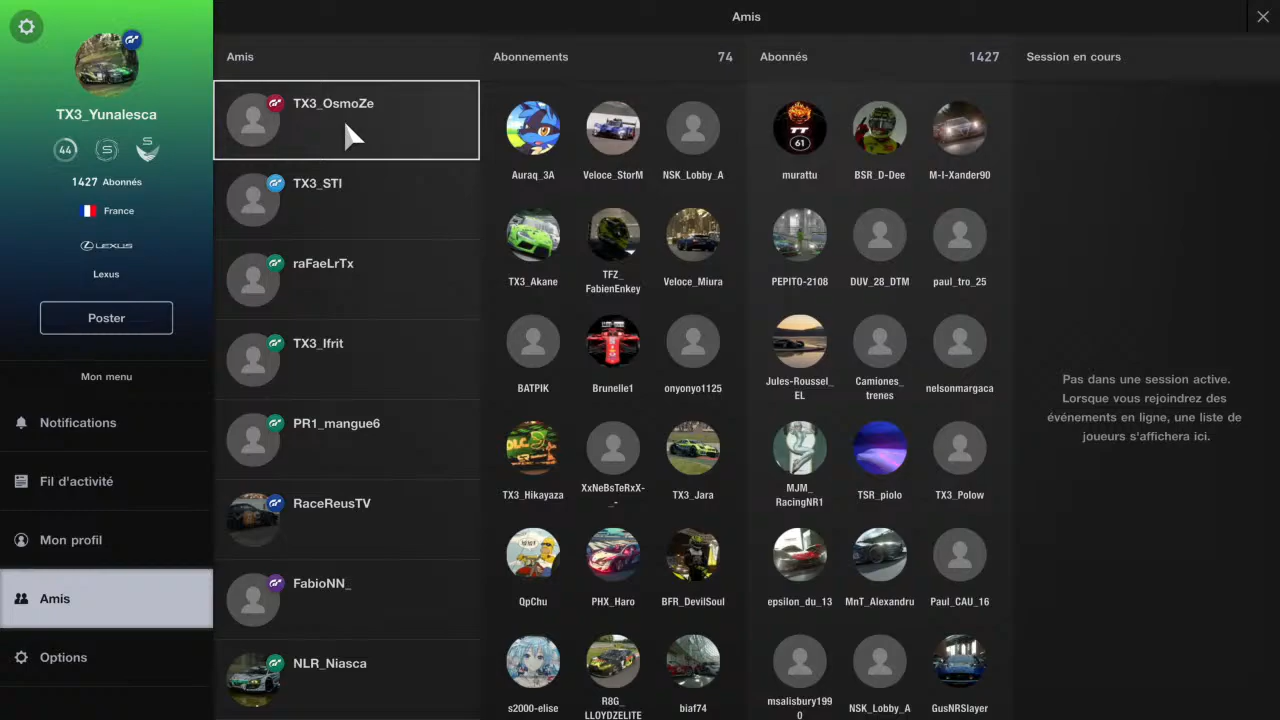 Amis
TX3_Yunalesca
44
S
S
1427 Abonnés
France
LEXUS
Lexus
Poster
Mon menu
Notifications
Fil d'activité
Mon profil
Amis
Options
Amis
TX3_OsmoZe
TX3_STI
raFaeLrTx
TX3_Ifrit
PR1_mangue6
RaceReusTV
FabioNN_
NLR_Niasca
Abonnements 74
Auraq_3A
Veloce_StorM
NSK_Lobby_A
TX3_Akane
TFZ_
FabienEnkey
Veloce_Miura
BATPIK
Brunelle1
onyonyo1125
TX3_Hikayaza
XxNeBsTeRxX-
_-
TX3_Jara
QpChu
PHX_Haro
BFR_DevilSoul
s2000-elise
R8G_
LLOYDZELITE
biaf74
Abonnés 1427
TT
61
murattu
BSR_D-Dee
M-I-Xander90
PEPITO-2108
DUV_28_DTM
paul_tro_25
Jules-Roussel_
EL
Camiones_
trenes
nelsonmargaca
MJM_
RacingNR1
TSR_piolo
TX3_Polow
epsilon_du_13
MnT_Alexandru
Paul_CAU_16
msalisbury199
0
NSK_Lobby_A
GusNRSlayer
Session en cours
Pas dans une session active.
Lorsque vous rejoindrez des
événements en ligne, une liste de
joueurs s'affichera ici.